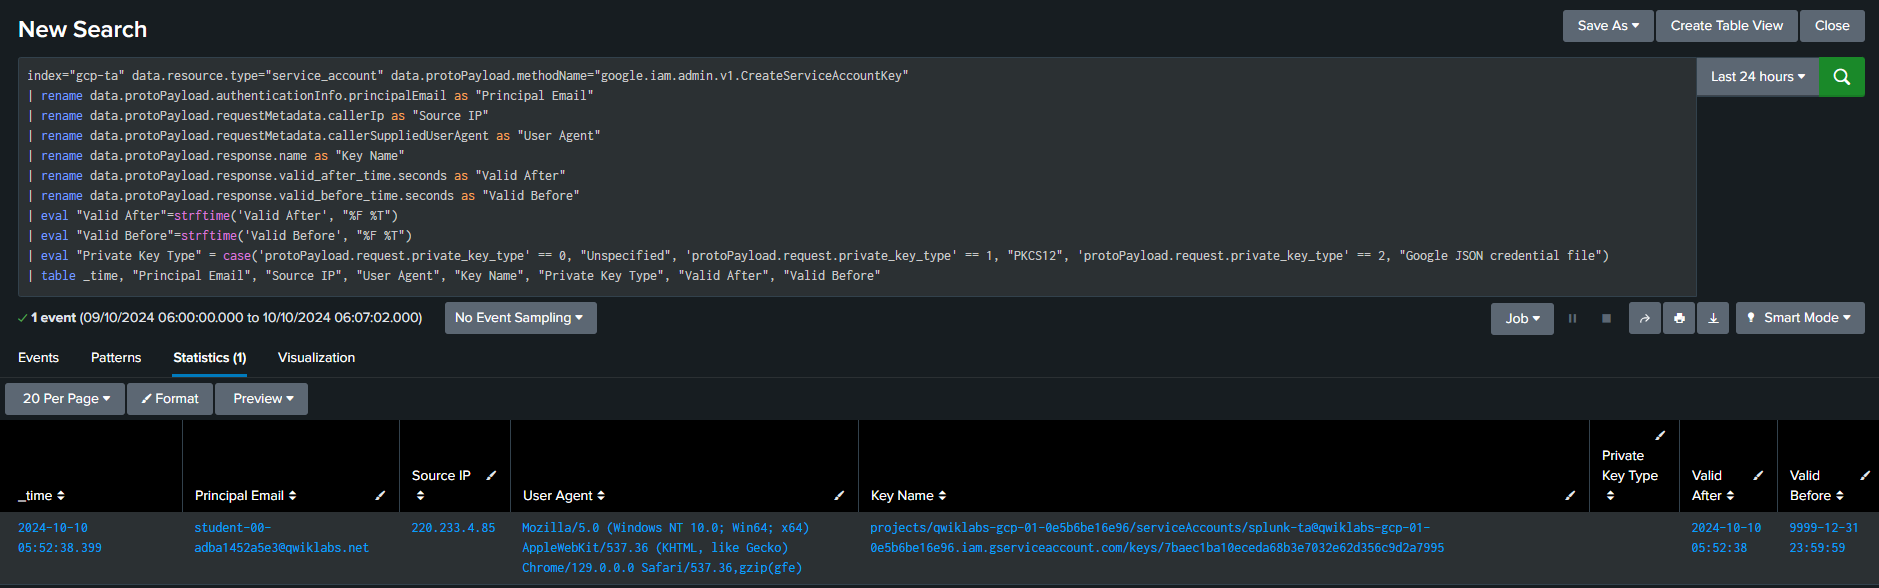 New Search
Save As
Create Table View
Close
index="gcp-ta" data.resource.type="service_account" data.protoPayload.methodName="google.iam.admin.v1.CreateServiceAccountKey"
| rename data.protoPayload.authenticationInfo.principalEmail as "Principal Email"
| rename data.protoPayload.requestMetadata.callerIp as "Source IP"
| rename data.protoPayload.requestMetadata.callerSuppliedUserAgent as "User Agent"
| rename data.protoPayload.response.name as "Key Name"
| rename data.protoPayload.response.valid_after_time.seconds as "Valid After"
| rename data.protoPayload.response.valid_before_time.seconds as "Valid Before"
| eval "Valid After"=strftime('Valid After', "%F %T")
| eval "Valid Before"=strftime('Valid Before', "%F %T")
| eval "Private Key Type" = case('protoPayload.request.private_key_type' == 0, "Unspecified", 'protoPayload.request.private_key_type' == 1, "PKCS12", 'protoPayload.request.private_key_type' == 2, "Google JSON credential file")
| table _time, "Principal Email", "Source IP", "User Agent", "Key Name", "Private Key Type", "Valid After", "Valid Before"
Last 24 hours
1 event (09/10/2024 06:00:00.000 to 10/10/2024 06:07:02.000)
No Event Sampling
Job
Smart Mode
Events
Patterns
Statistics (1)
Visualization
20 Per Page
Format
Preview
_time
Principal Email
Source IP
User Agent
Key Name
Private
Key Type
Valid
After
Valid
Before
2024-10-10
05:52:38.399
student-00-
adba1452a5e3@qwiklabs.net
220.233.4.85
Mozilla/5.0 (Windows NT 10.0; Win64; x64)
AppleWebKit/537.36 (KHTML, like Gecko)
Chrome/129.0.0.0 Safari/537.36,gzip(gfe)
projects/qwiklabs-gcp-01-0e5b6be16e96/serviceAccounts/splunk-ta@qwiklabs-gcp-01-
0e5b6be16e96.iam.gserviceaccount.com/keys/7baec1ba10eceda68b3e7032e62d356c9d2a7995
2024-10-10
05:52:38
9999-12-31
23:59:59